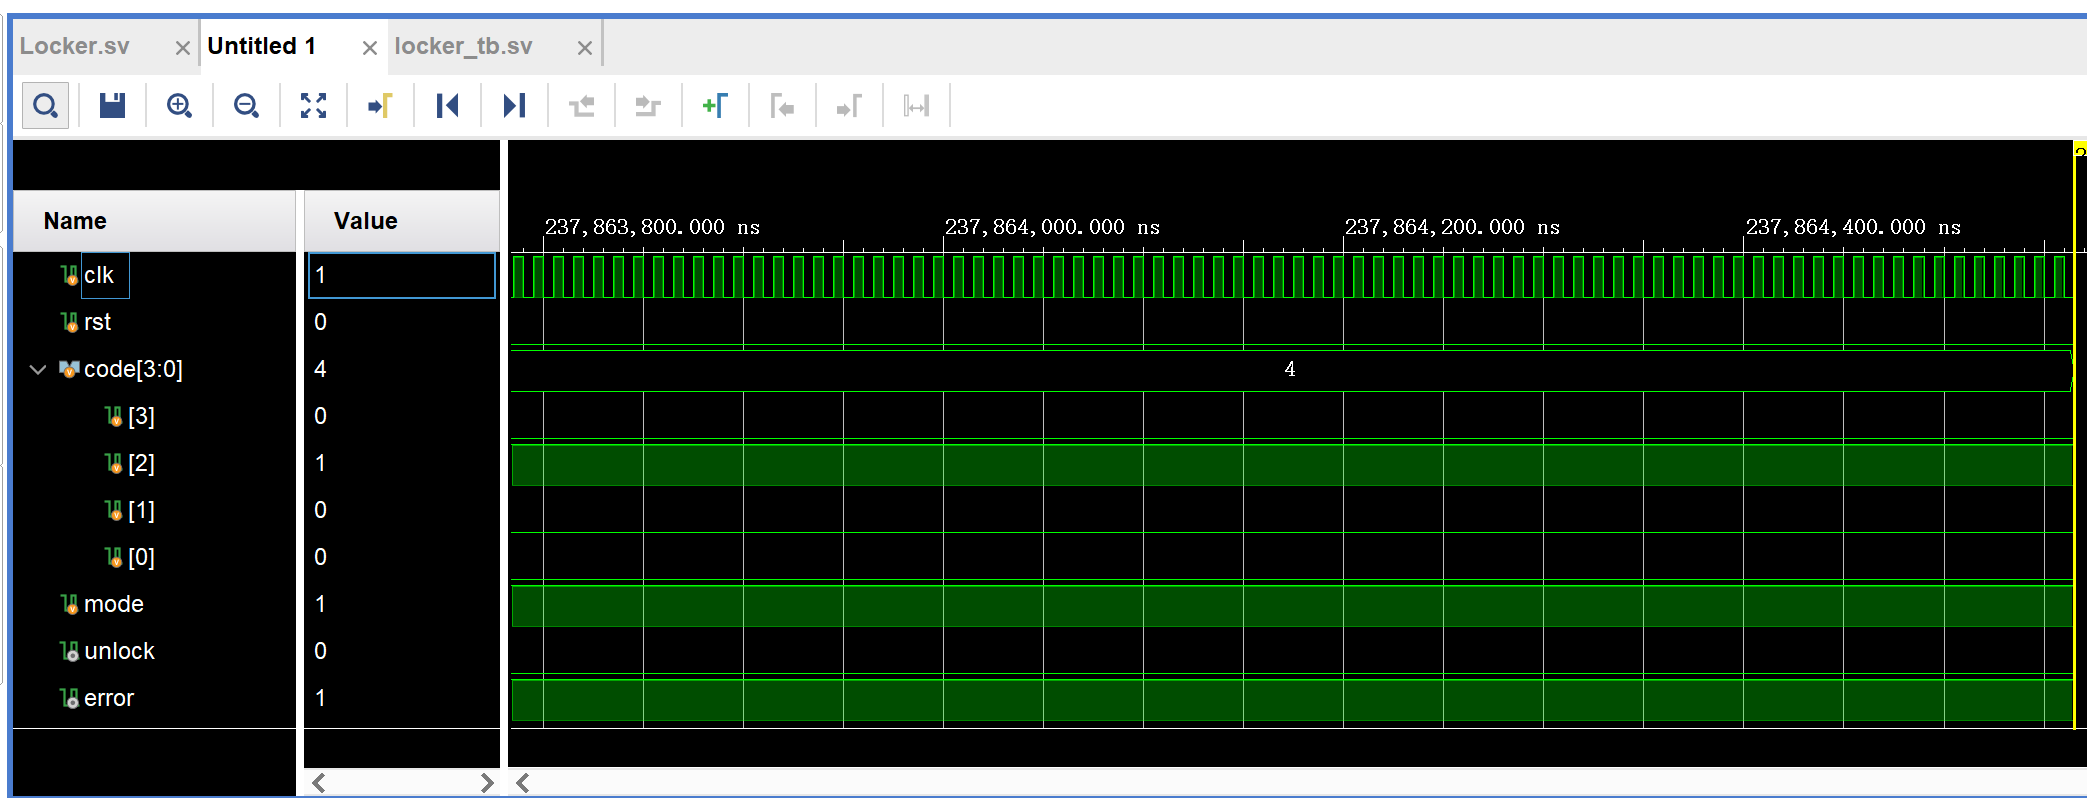 Locker.sv Untitled 1 locker_tb.sv
Name Value
237,863,800.000 ns 237,864,000.000 ns 237,864,200.000 ns 237,864,400.000 ns
clk 1
rst 0
code[3:0] 4 4
[3] 0
[2] 1
[1] 0
[0] 0
mode 1
unlock 0
error 1